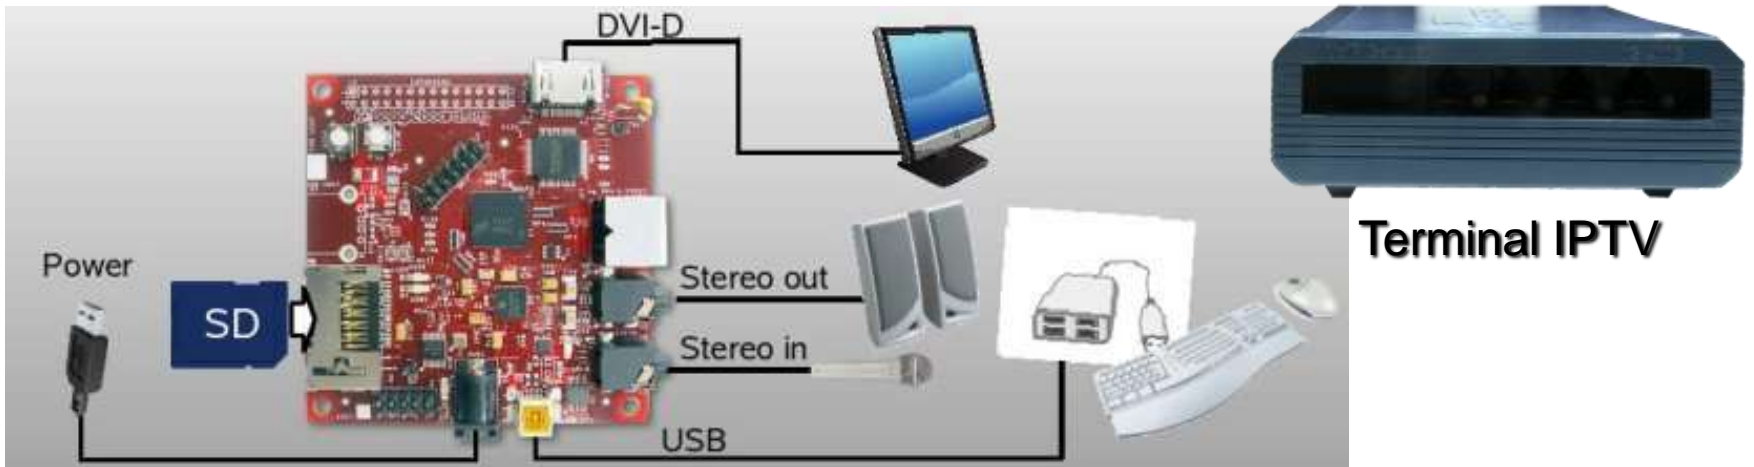 DVI-D
Terminal IPTV
Power
SD
Stereo out
Stereo in
USB